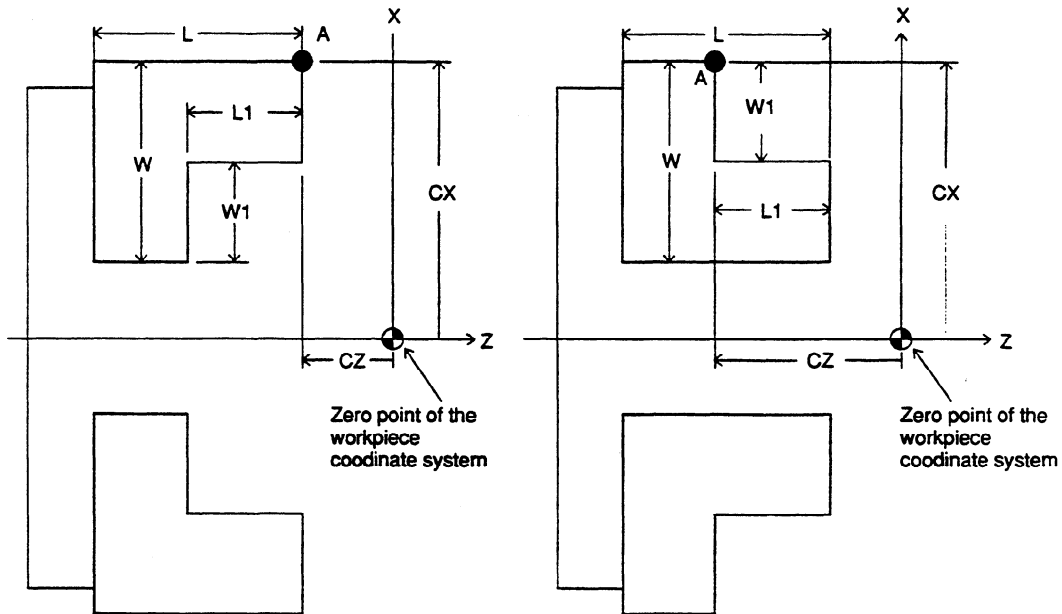 X
L
A
L1
W
W1
CX
Z
CZ
Zero point of the
workpiece
coodinate system
X
L
A
W1
W
CX
L1
Z
CZ
Zero point of the
workpiece
coodinate system